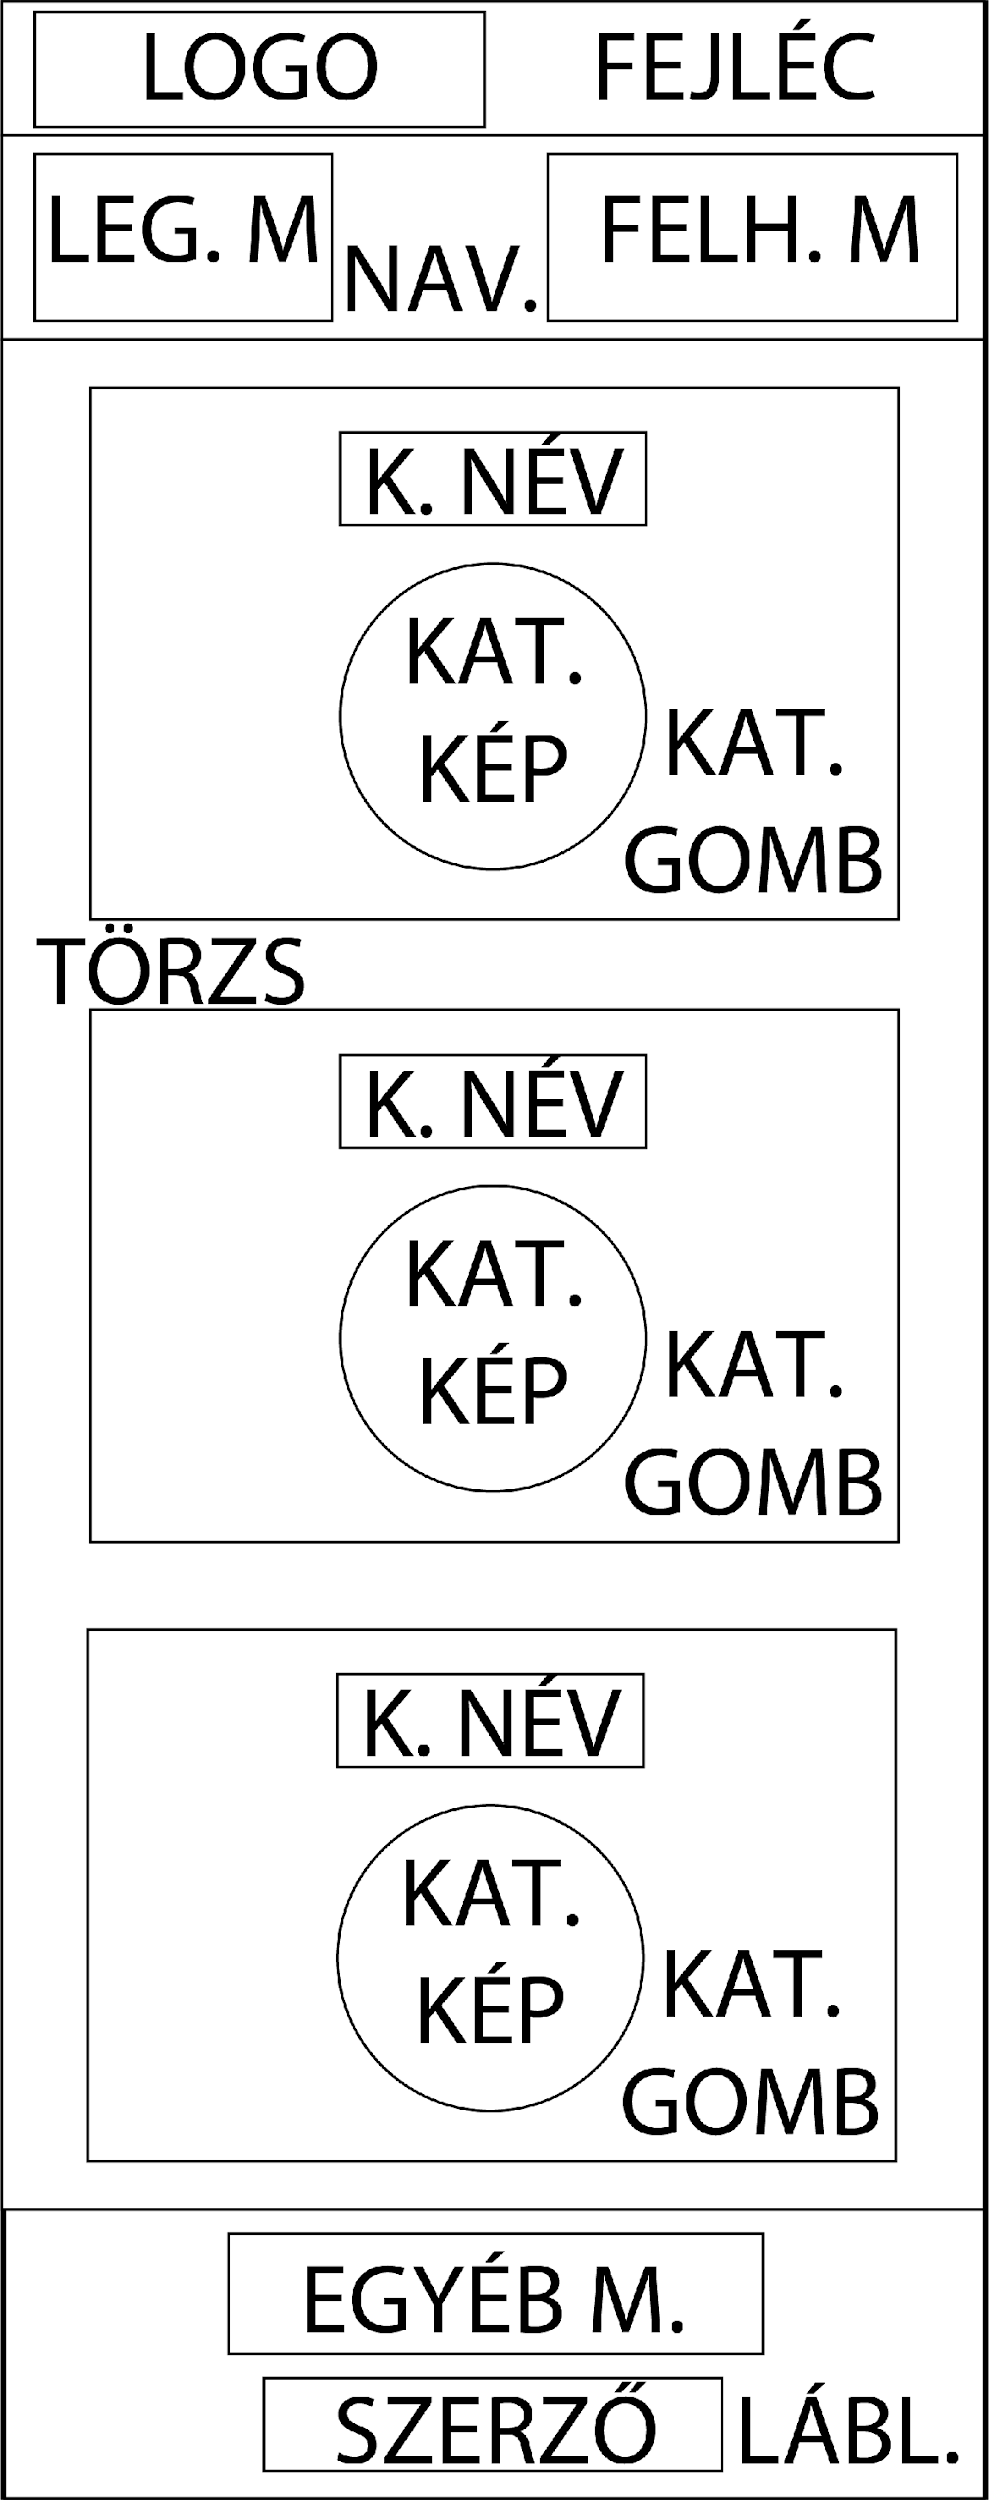 LOGO FEJLÉC
LEG. M NAV. FELH. M
K. NÉV
KAT.
KÉP
KAT.
GOMB
TÖRZS
K. NÉV
KAT.
KÉP
KAT.
GOMB
K. NÉV
KAT.
KÉP
KAT.
GOMB
EGYÉB M.
SZERZŐ LÁBL.